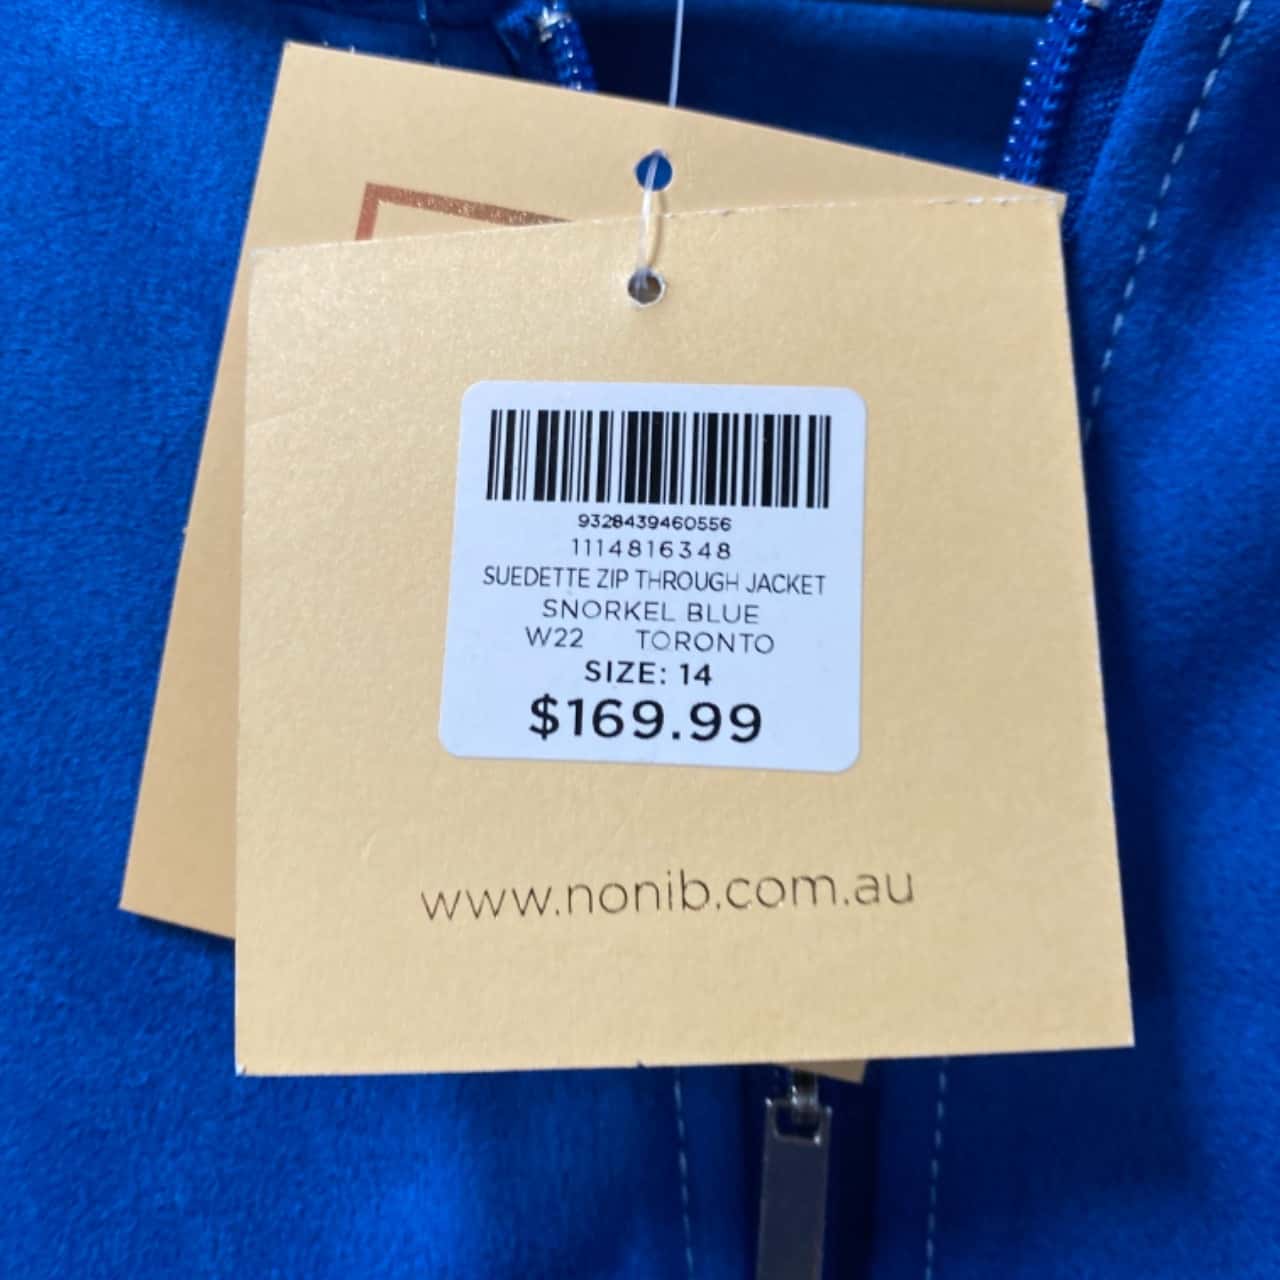 9328439460556
1114816348
SUEDETTE ZIP THROUGH JACKET
SNORKEL BLUE
W22 TORONTO
SIZE: 14
$169.99
www.nonib.com.au